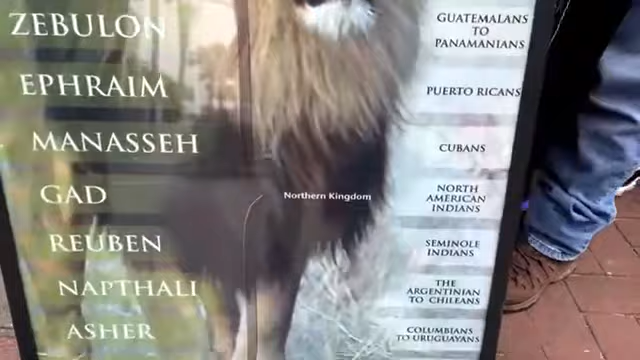 ZEBULON
GUATEMALANS
TO
PANAMANIANS
EPHRAIM
PUERTO RICANS
MANASSEH
CUBANS
GAD
Northern Kingdom
NORTH
AMERICAN
INDIANS
REUBEN
SEMINOLE
INDIANS
NAPTHALI
THE
ARGENTINIAN
TO CHILEANS
ASHER
COLUMBIANS
TO URUGUAYANS